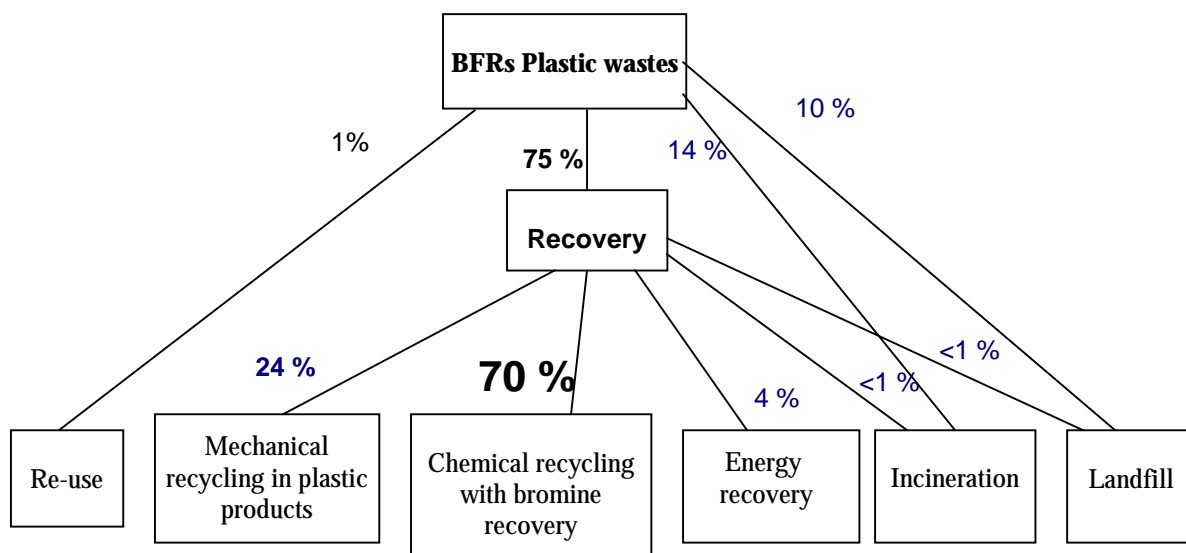 BFRs Plastic wastes
10 %
1%
75 %
14 %
Recovery
24 %
70 %
4 %
<1 %
<1 %
Re-use
Mechanical
recycling in plastic
products
Chemical recycling
with bromine
recovery
Energy
recovery
Incineration
Landfill